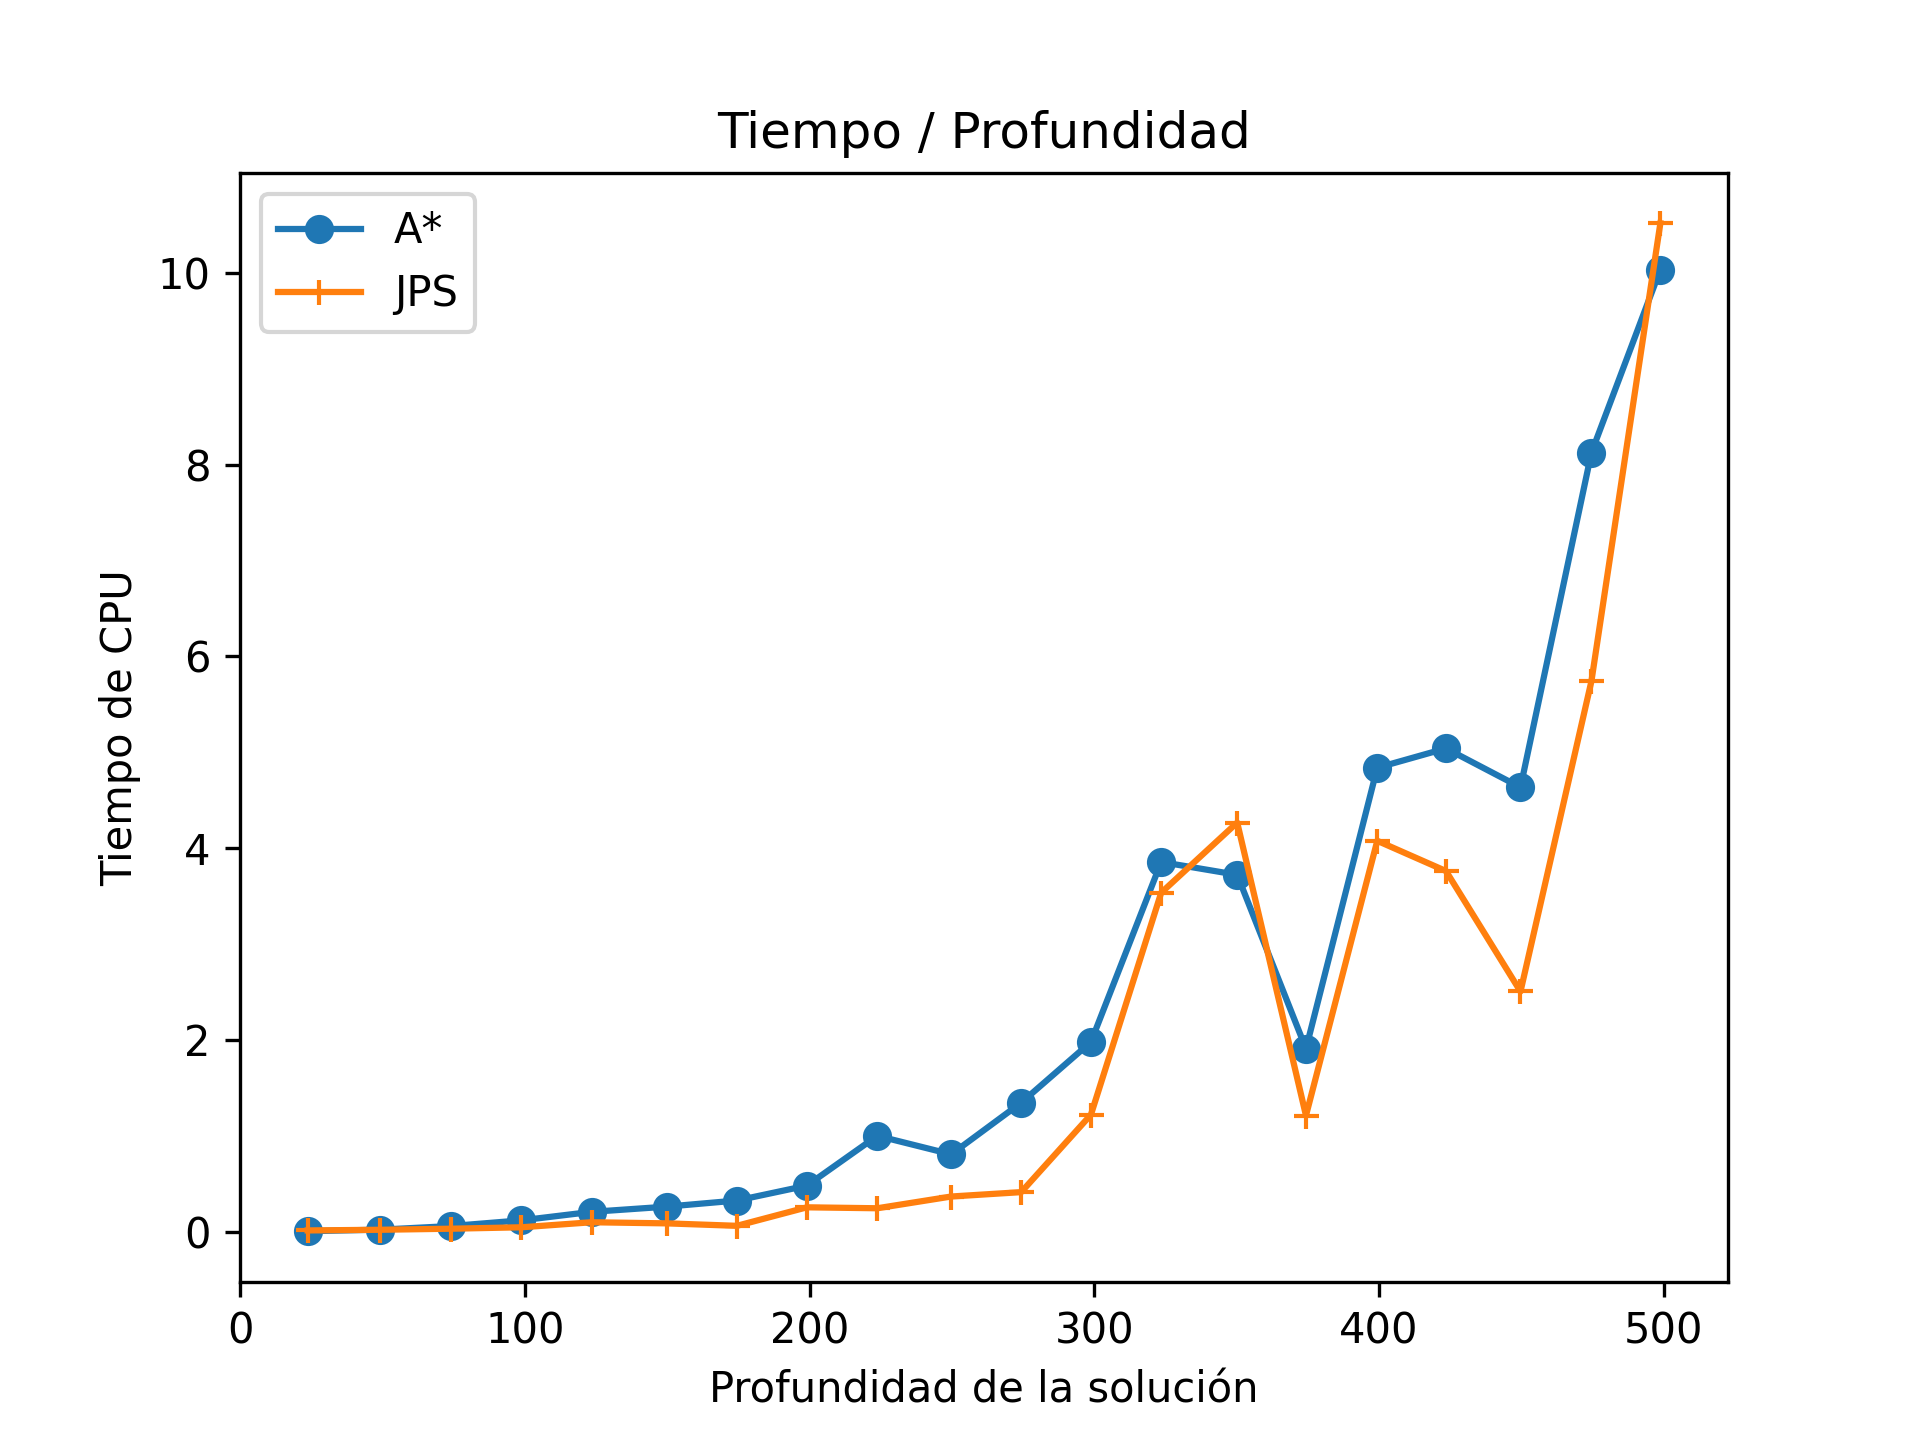 Tiempo / Profundidad
A*
JPS
10
8
6
4
2
0
Tiempo de CPU
0 100 200 300 400 500
Profundidad de la solución